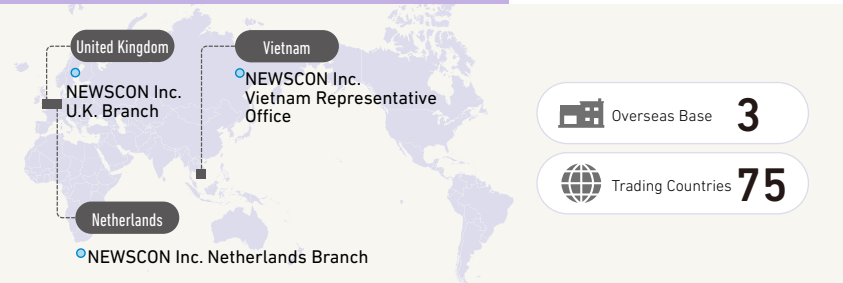 United Kingdom
NEWSCON Inc.
U.K. Branch
Vietnam
NEWSCON Inc.
Vietnam Representative
Office
Netherlands
NEWSCON Inc. Netherlands Branch
Overseas Base 3
Trading Countries 75